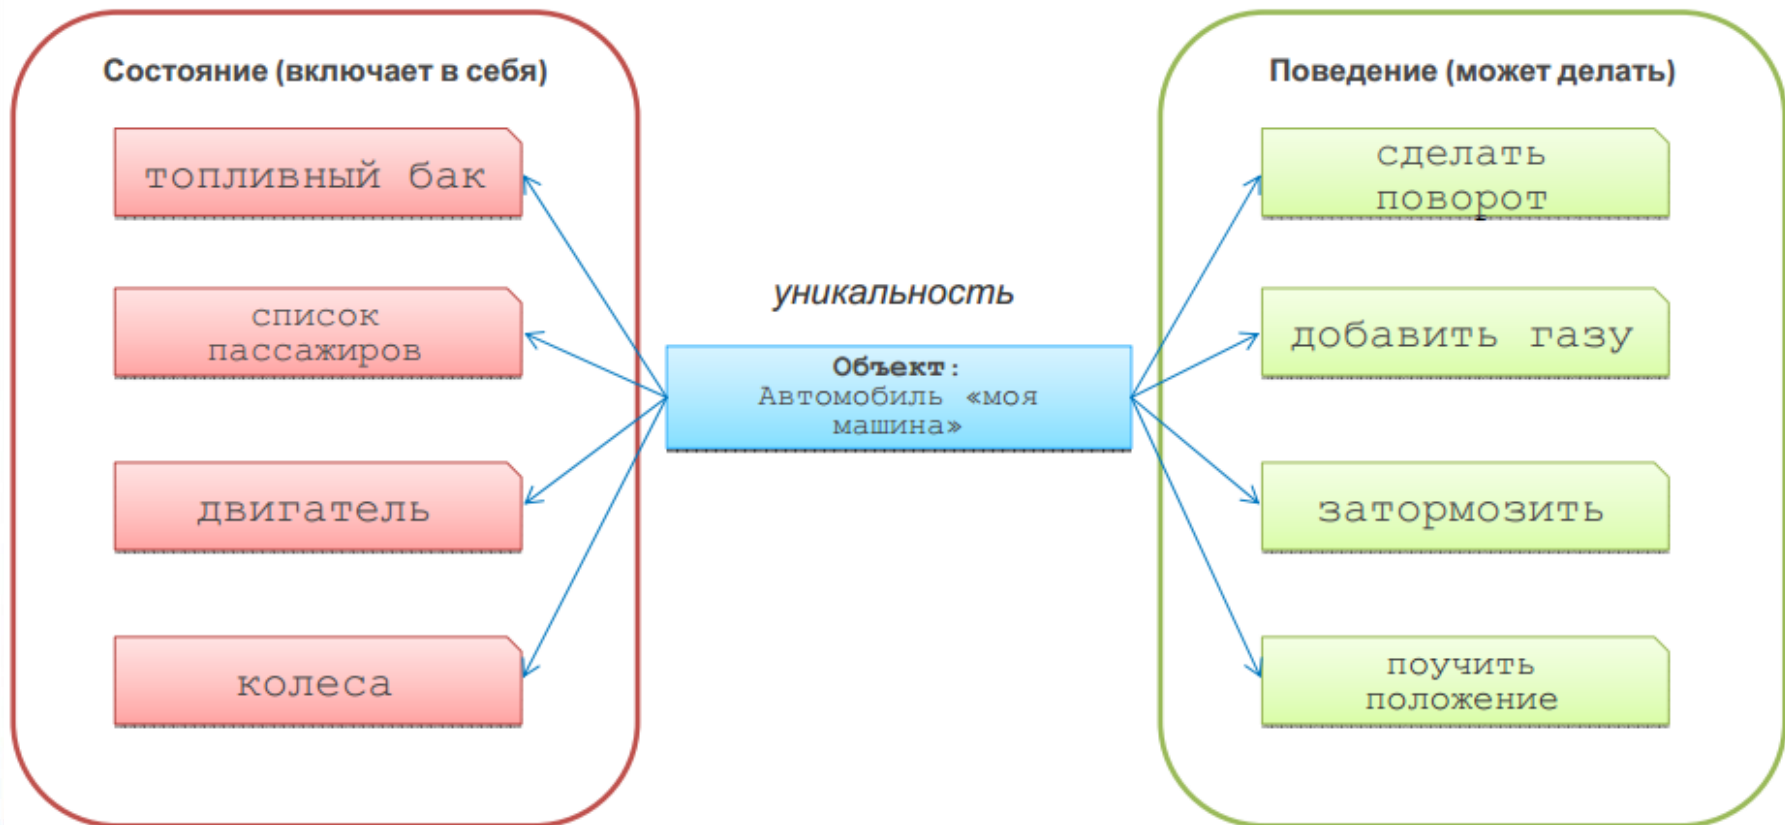 Состояние (включает в себя)
топливный бак
список
пассажиров
двигатель
колеса
уникальность
Объект:
Автомобиль «моя
машина»
Поведение (может делать)
сделать
поворот
добавить газу
затормозить
поучить
положение